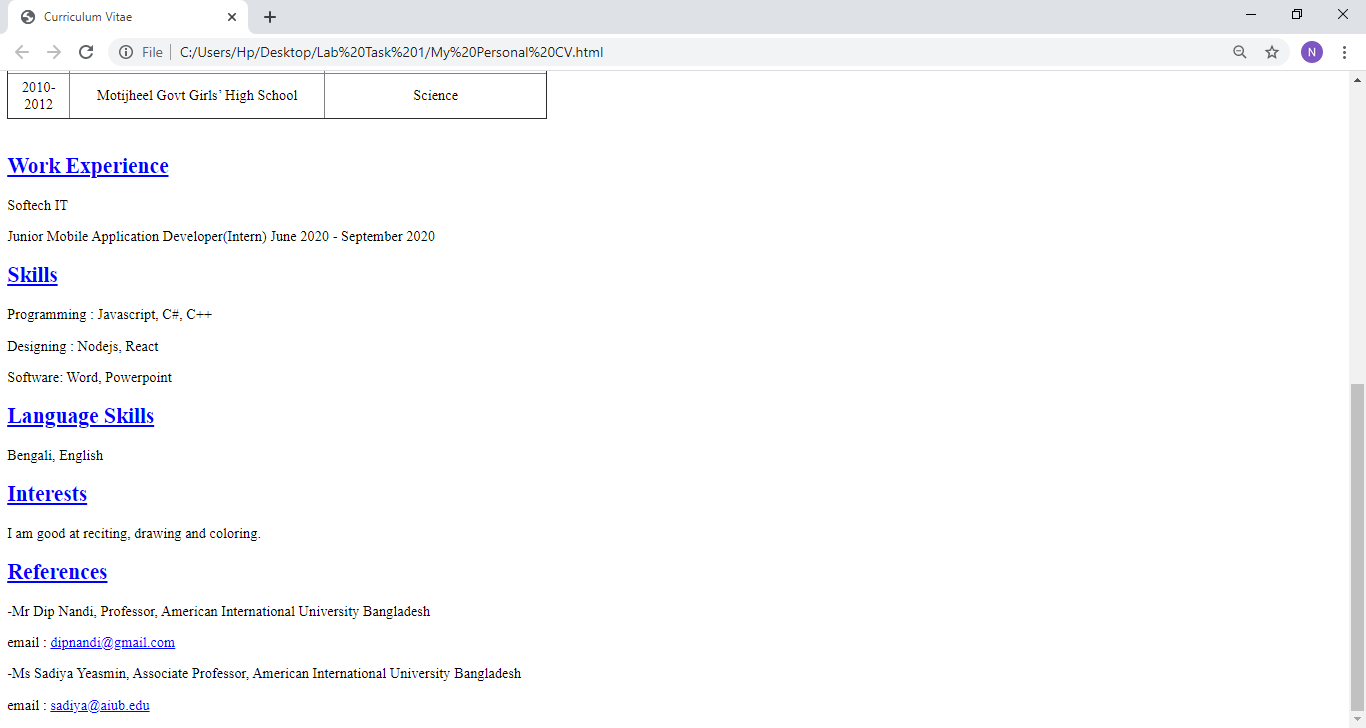 Curriculum Vitae
File C:/Users/Hp/Desktop/Lab%20Task%201/My%20Personal%20CV.html N
2010-
2012
Motijheel Govt Girls’ High School
Science
Work Experience
Softech IT
Junior Mobile Application Developer(Intern) June 2020 - September 2020
Skills
Programming : Javascript, C#, C++
Designing : Nodejs, React
Software: Word, Powerpoint
Language Skills
Bengali, English
Interests
I am good at reciting, drawing and coloring.
References
-Mr Dip Nandi, Professor, American International University Bangladesh
email : dipnandi@gmail.com
-Ms Sadiya Yeasmin, Associate Professor, American International University Bangladesh
email : sadiya@aiub.edu